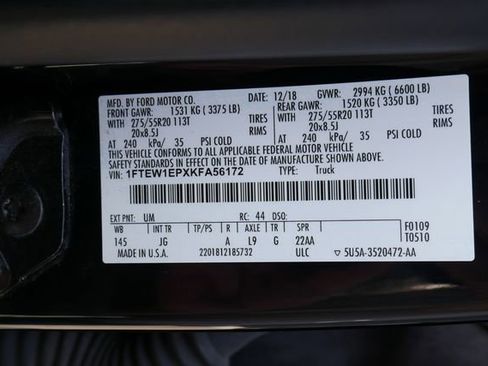 MFD. BY FORD MOTOR CO. DATE: 12/18 GVWR: 2994 KG (6600 LB)
FRONT GAWR: 1531 KG (3375 LB) REAR GAWR: 1520 KG (3350 LB)
WITH 275/55R20 113T TIRES WITH 275/55R20 113T TIRES
20x8.5J RIMS 20x8.5J RIMS
AT 240 kPa/ 35 PSI COLD AT 240 kPa/ 35 PSI COLD
THIS VEHICLE CONFORMS TO ALL APPLICABLE FEDERAL MOTOR VEHICLE
SAFETY STANDARDS IN EFFECT ON THE DATE OF MANUFACTURE SHOWN ABOVE.
VIN: 1FTEW1EPXKFA56172 TYPE: Truck
EXT PNT: UM RC: 44 DSO: F0109
WB INT TR TP/PS R AXLE TR SPR T0510
145 JG A L9 G 22AA
MADE IN U.S.A. 2201812185732 ULC 5U5A-3520472-AA